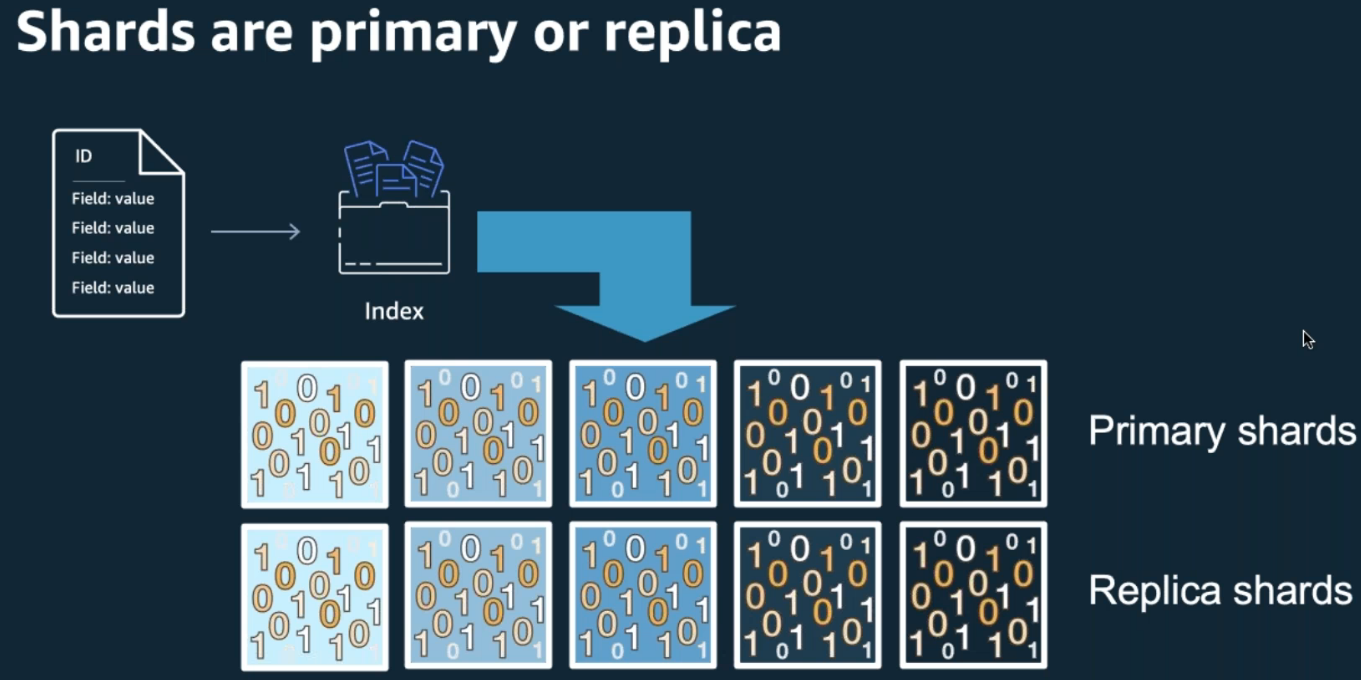 Shards are primary or replica
ID
Field: value
Field: value
Field: value
Field: value
Index
Primary shards
Replica shards